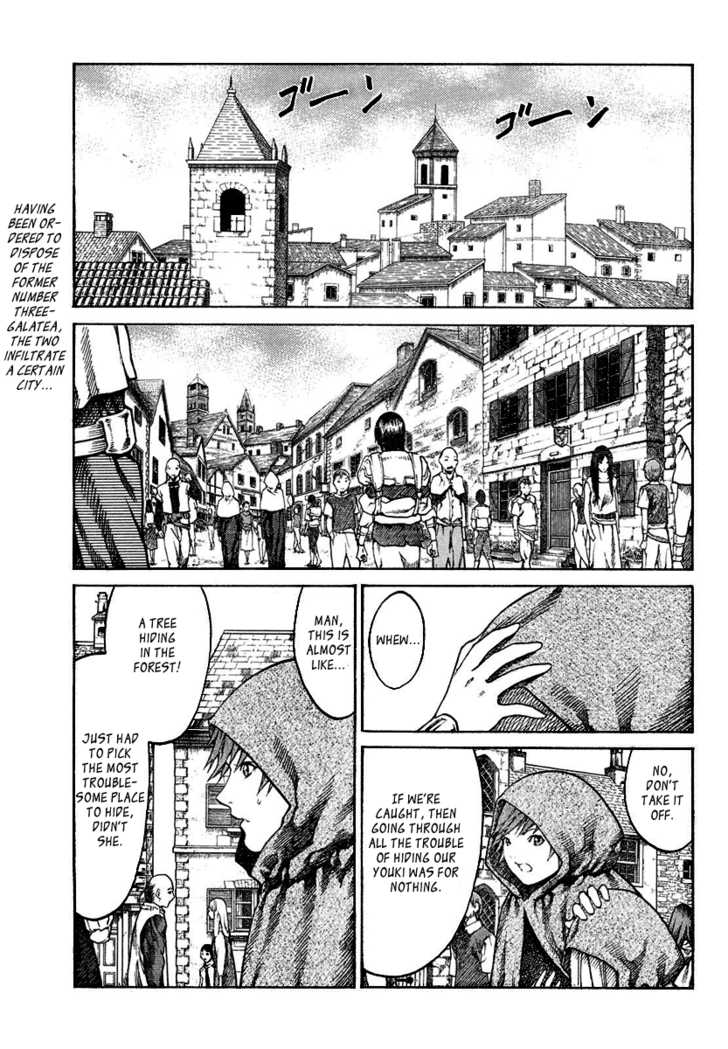 ゴーン
ゴーン
HAVING
BEEN OR-
DERED TO
DISPOSE
OF THE
FORMER
NUMBER
THREE-
GALATEA,
THE TWO
INFILTRATE
A CERTAIN
CITY...
WHEW...
NO,
DON'T
TAKE IT
OFF.
IF WE'RE
CAUGHT, THEN
GOING THROUGH
ALL THE TROUBLE
OF HIDING OUR
YOUKI WAS FOR
NOTHING.
MAN,
THIS IS
ALMOST
LIKE...
A TREE
HIDING
IN THE
FOREST!
JUST HAD
TO PICK
THE MOST
TROUBLE-
SOME PLACE
TO HIDE,
DIDN'T
SHE.